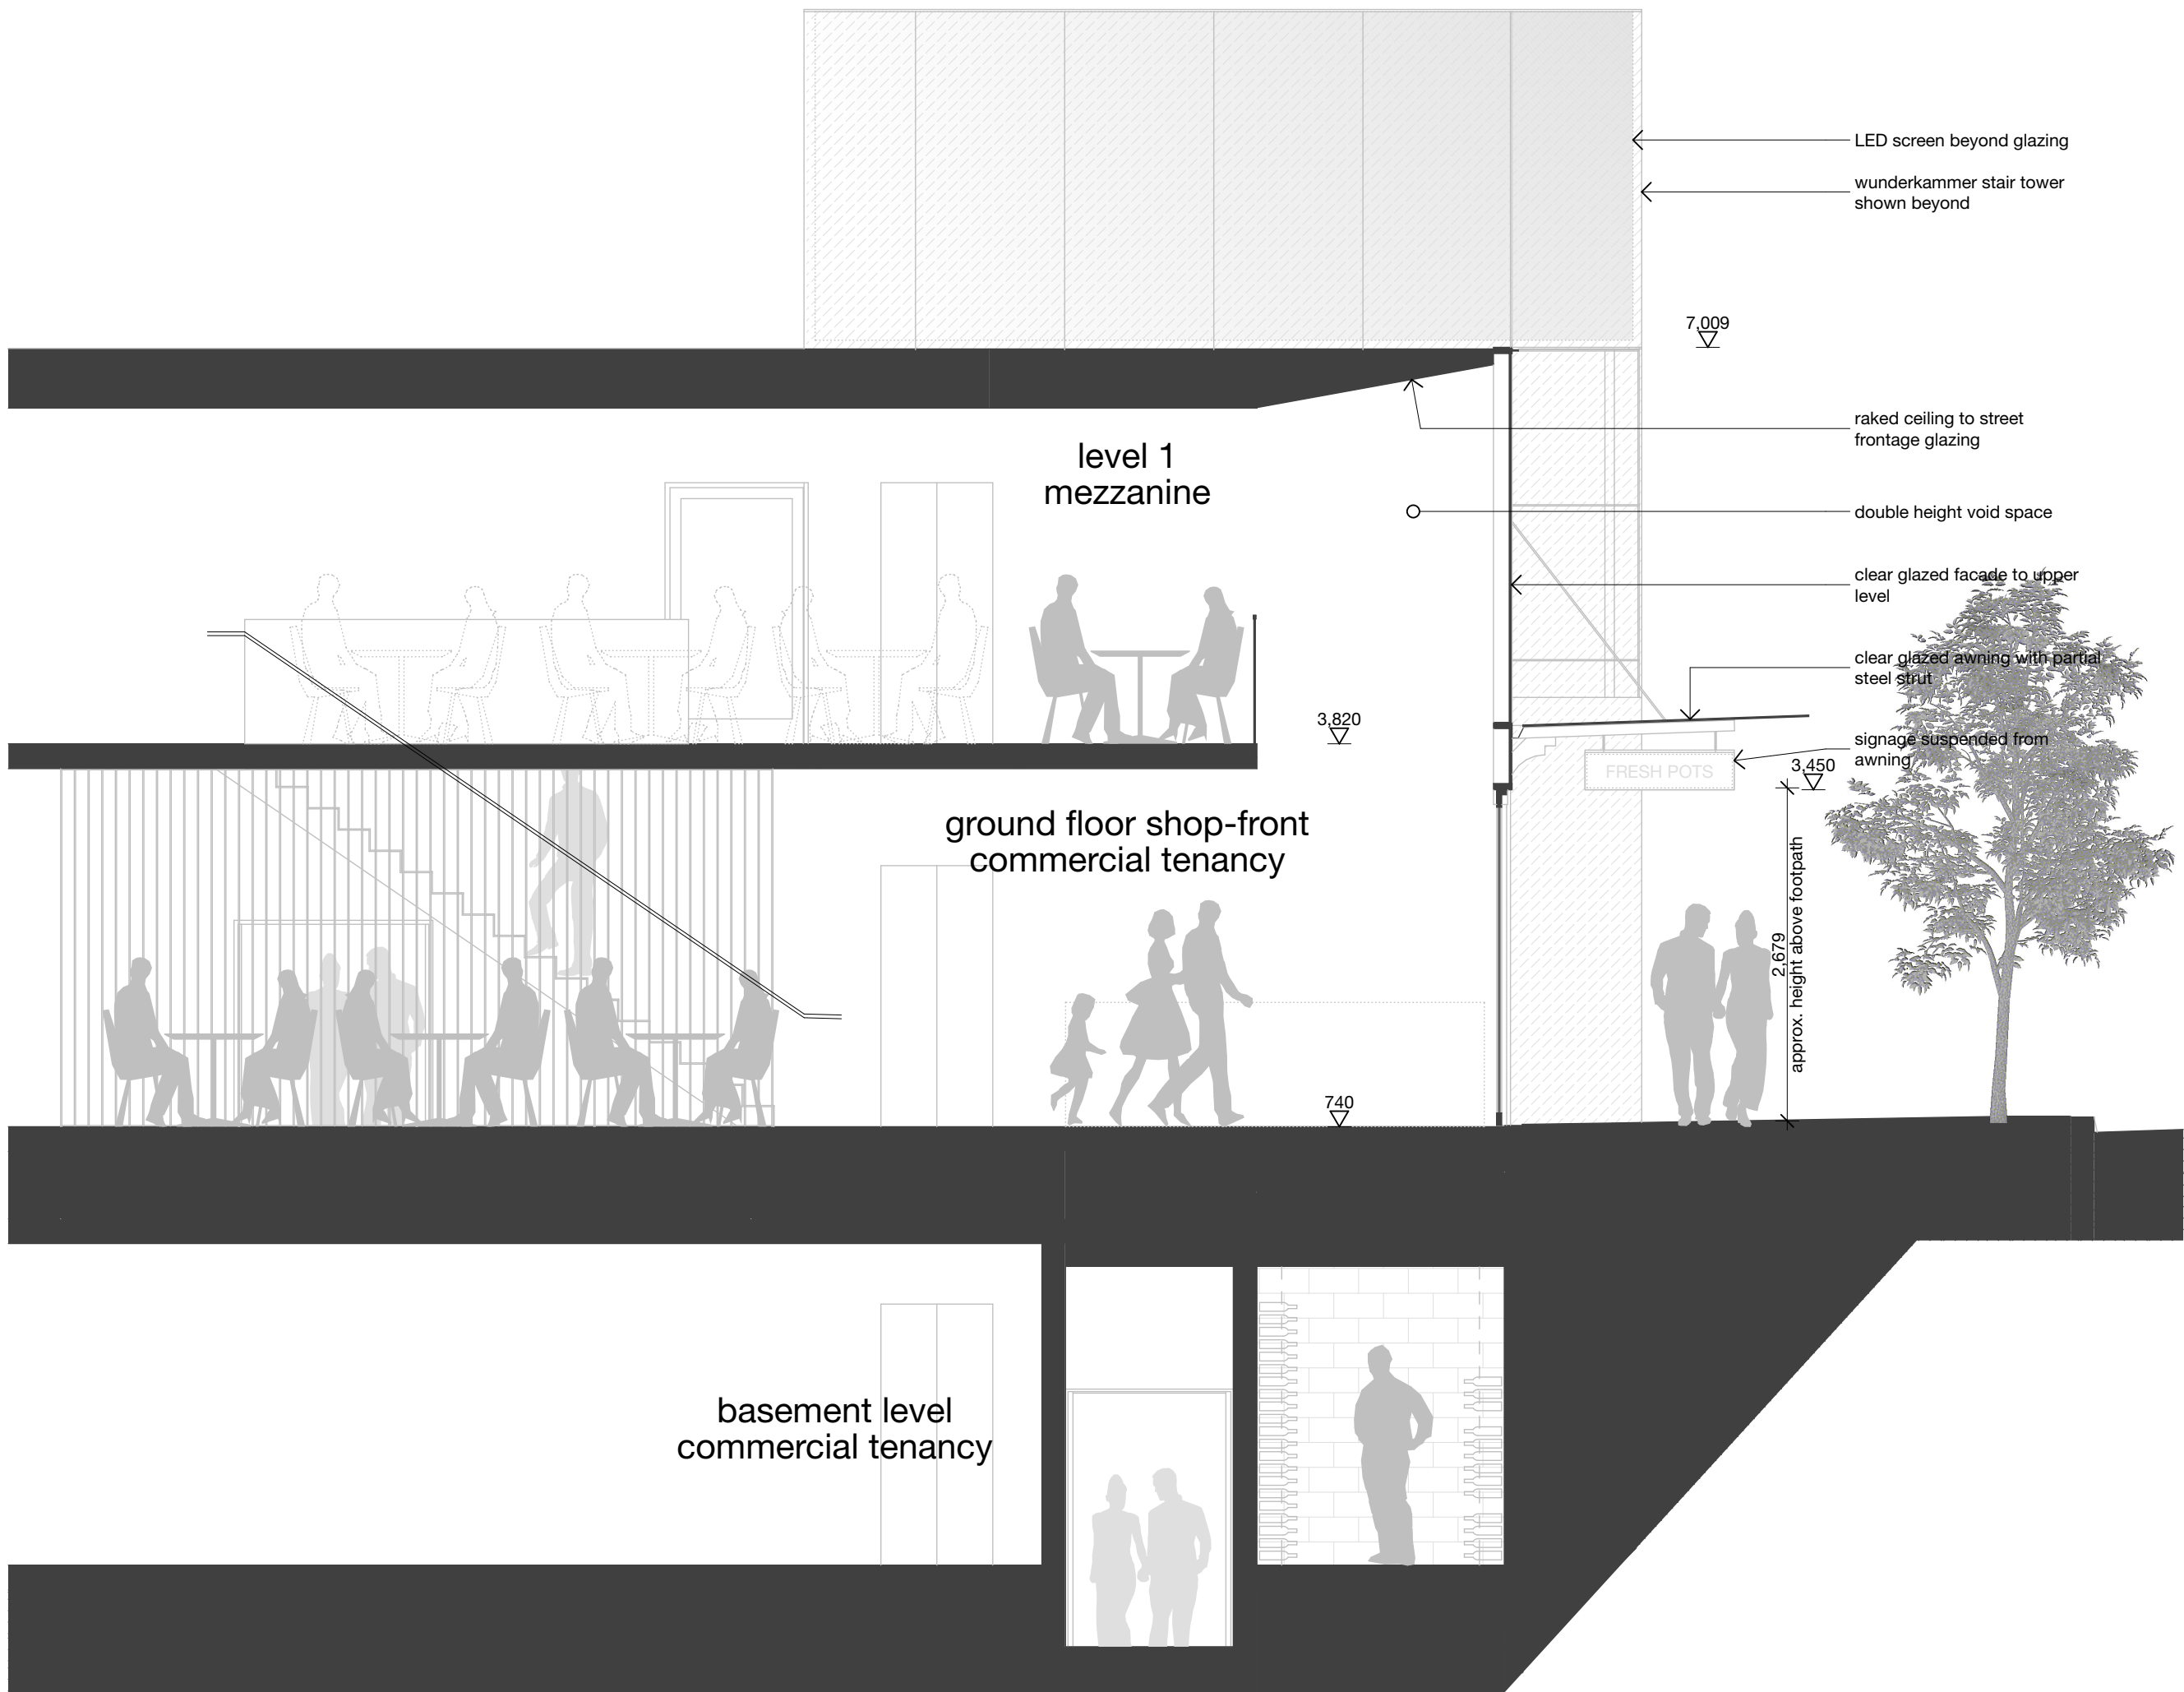 LED screen beyond glazing
wunderkammer stair tower
shown beyond
7,009
raked ceiling to street
frontage glazing
level 1
mezzanine
double height void space
clear glazed facade to upper
level
clear glazed awning with partial
steel strut
3,820
signage suspended from
awning
FRESH POTS
3,450
ground floor shop-front
commercial tenancy
2,679
approx. height above footpath
740
basement level
commercial tenancy